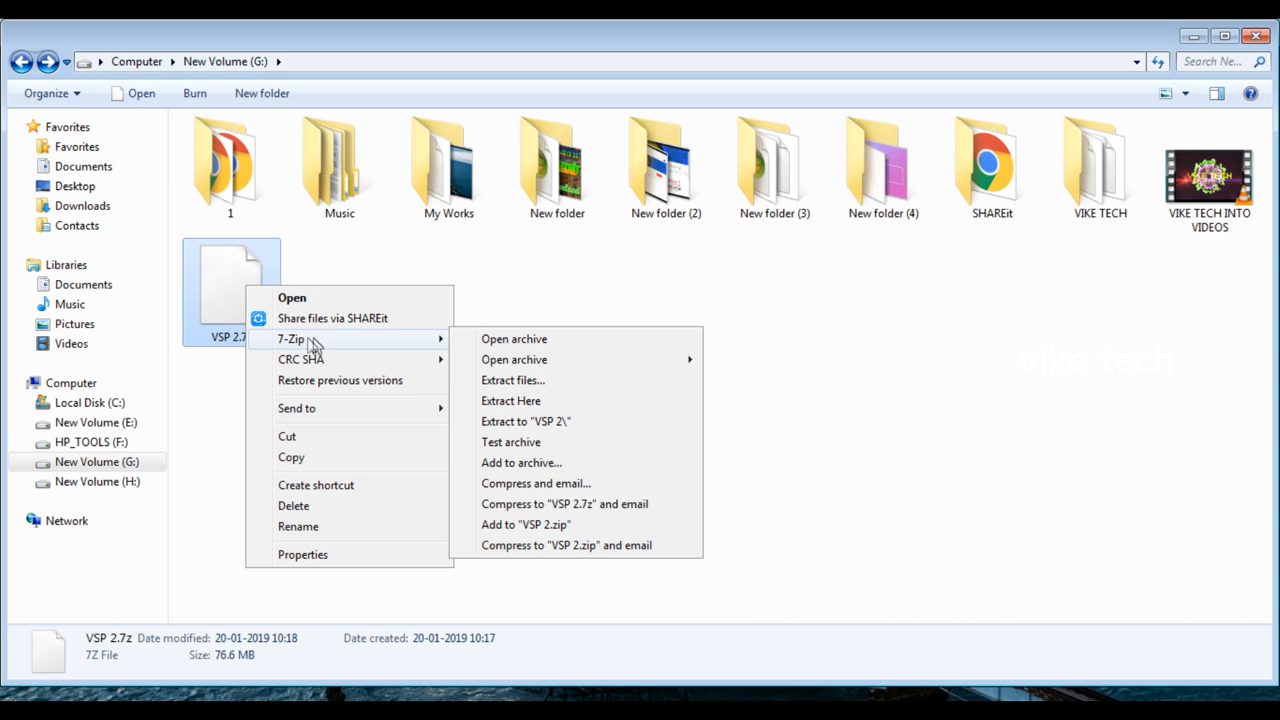 Computer New Volume (G:)
Search Ne...
Organize Open Burn New folder
Favorites
Favorites
Documents
Desktop
Downloads
Contacts
Libraries
Documents
Music
Pictures
Videos
Computer
Local Disk (C:)
New Volume (E:)
HP_TOOLS (F:)
New Volume (G:)
New Volume (H:)
Network
1
Music
My Works
New folder
New folder (2)
New folder (3)
New folder (4)
SHAREit
VIKE TECH
VIKE TECH INTO
VIDEOS
VSP 2.7
Open
Share files via SHAREit
7-Zip
CRC SHA
Restore previous versions
Send to
Cut
Copy
Create shortcut
Delete
Rename
Properties
Open archive
Open archive
Extract files...
Extract Here
Extract to "VSP 2\"
Test archive
Add to archive...
Compress and email...
Compress to "VSP 2.7z" and email
Add to "VSP 2.zip"
Compress to "VSP 2.zip" and email
vike tech
VSP 2.7z Date modified: 20-01-2019 10:18 Date created: 20-01-2019 10:17
7Z File Size: 76.6 MB